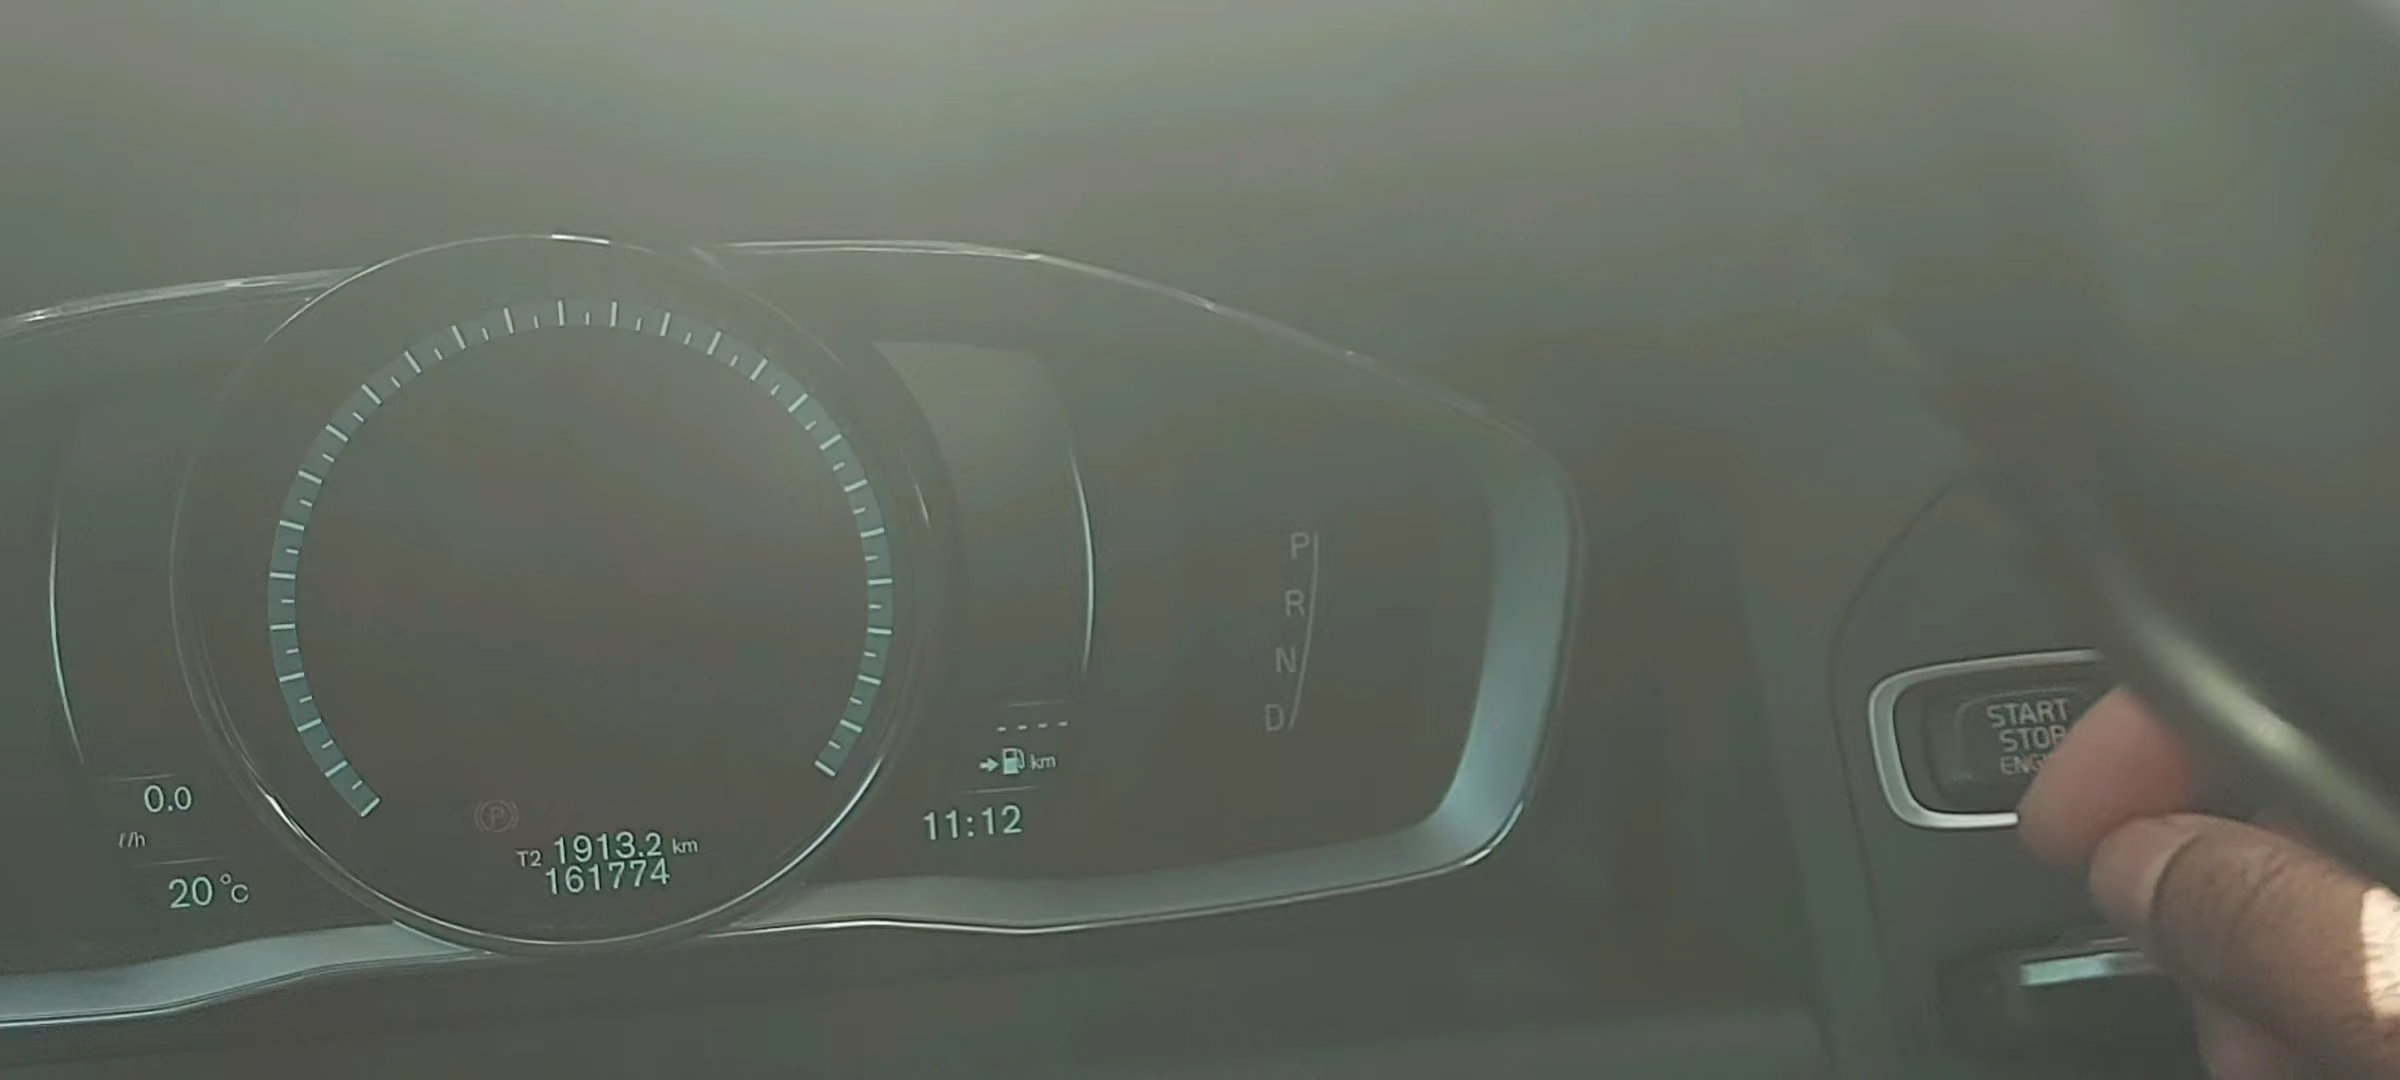 P
R
N
D
START
STOP
km
0.0
11:12
ℓ/h
P
T2 1913.2 km
161774
20 °C